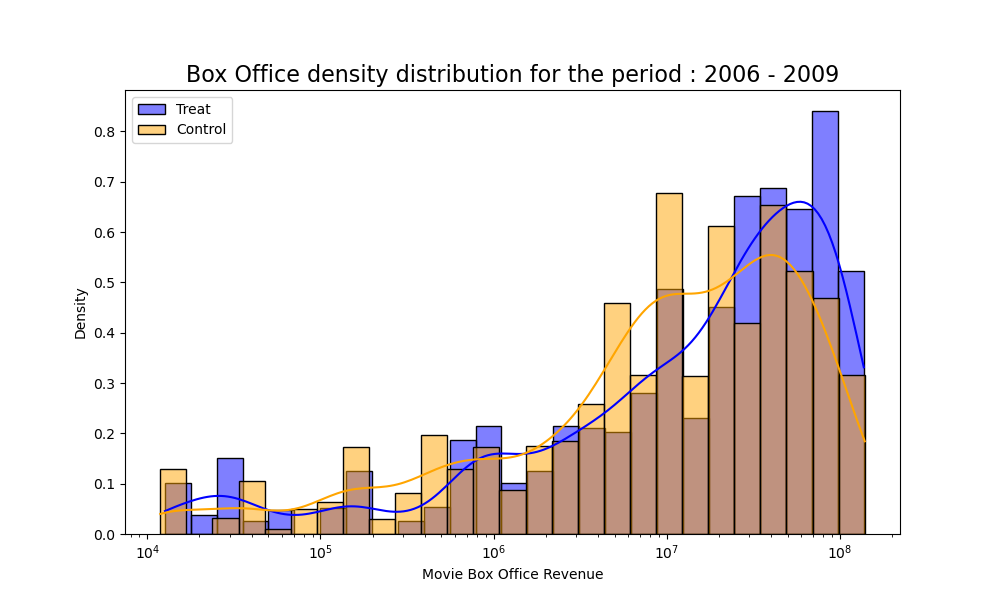 Box Office density distribution for the period : 2006 - 2009
Treat
Control
0.8
0.7
0.6
0.5
0.4
0.3
0.2
0.1
0.0
Density
10⁴ 10⁵ 10⁶ 10⁷ 10⁸
Movie Box Office Revenue